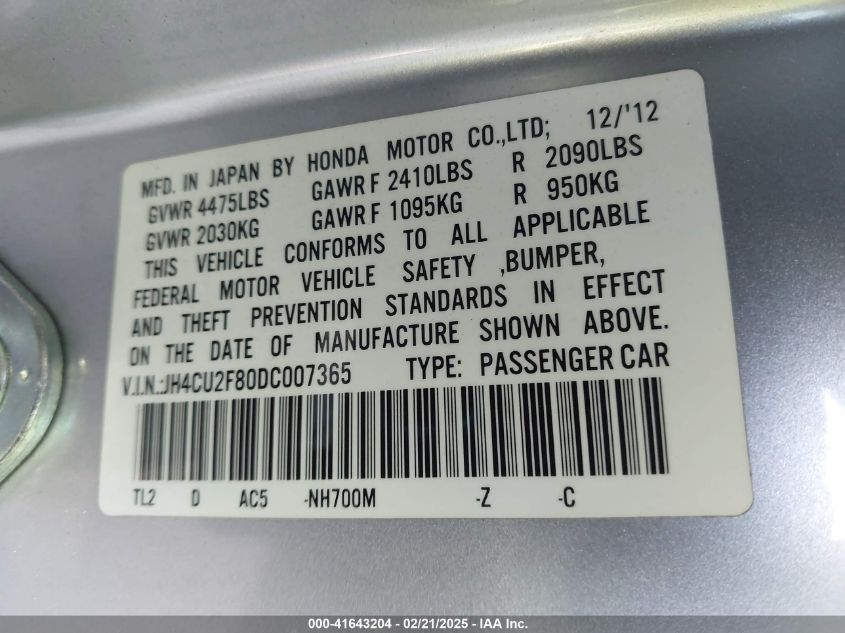 MFD. IN JAPAN BY HONDA MOTOR CO.,LTD; 12/'12
GVWR 4475LBS GAWR F 2410LBS R 2090LBS
GVWR 2030KG GAWR F 1095KG R 950KG
THIS VEHICLE CONFORMS TO ALL APPLICABLE
FEDERAL MOTOR VEHICLE SAFETY ,BUMPER,
AND THEFT PREVENTION STANDARDS IN EFFECT
ON THE DATE OF MANUFACTURE SHOWN ABOVE.
V.I.N.:JH4CU2F80DC007365 TYPE: PASSENGER CAR
TL2 D AC5 -NH700M -Z -C
000-41643204 - 02/21/2025 - IAA Inc.